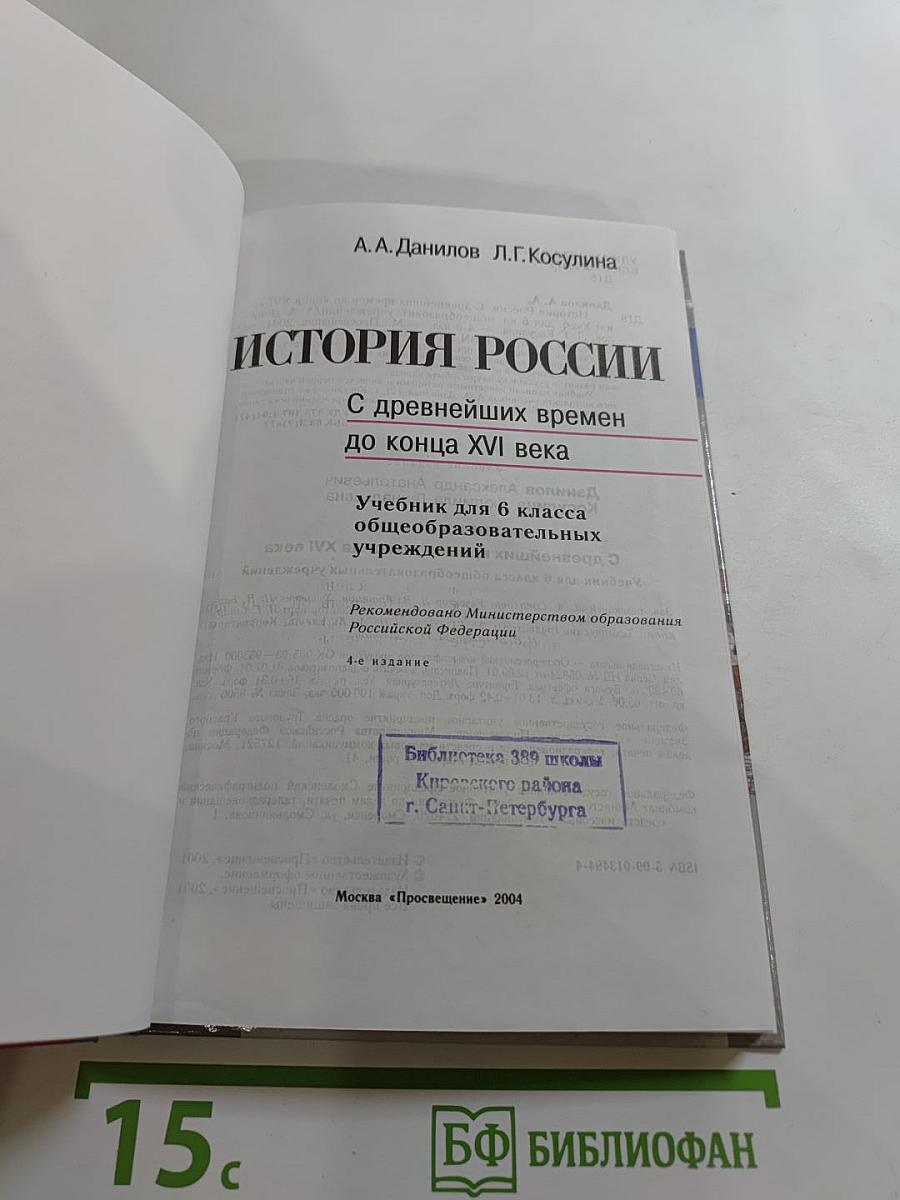 А. А. Данилов Л. Г. Косулина
ИСТОРИЯ РОССИИ
С древнейших времен
до конца XVI века
Учебник для 6 класса
общеобразовательных
учреждений
Рекомендовано Министерством образования
Российской Федерации
4-е издание
Библиотека 389 школы
Кировского района
г. Санкт-Петербурга
Москва «Просвещение» 2004
15 с
БФ БИБЛИОФАН